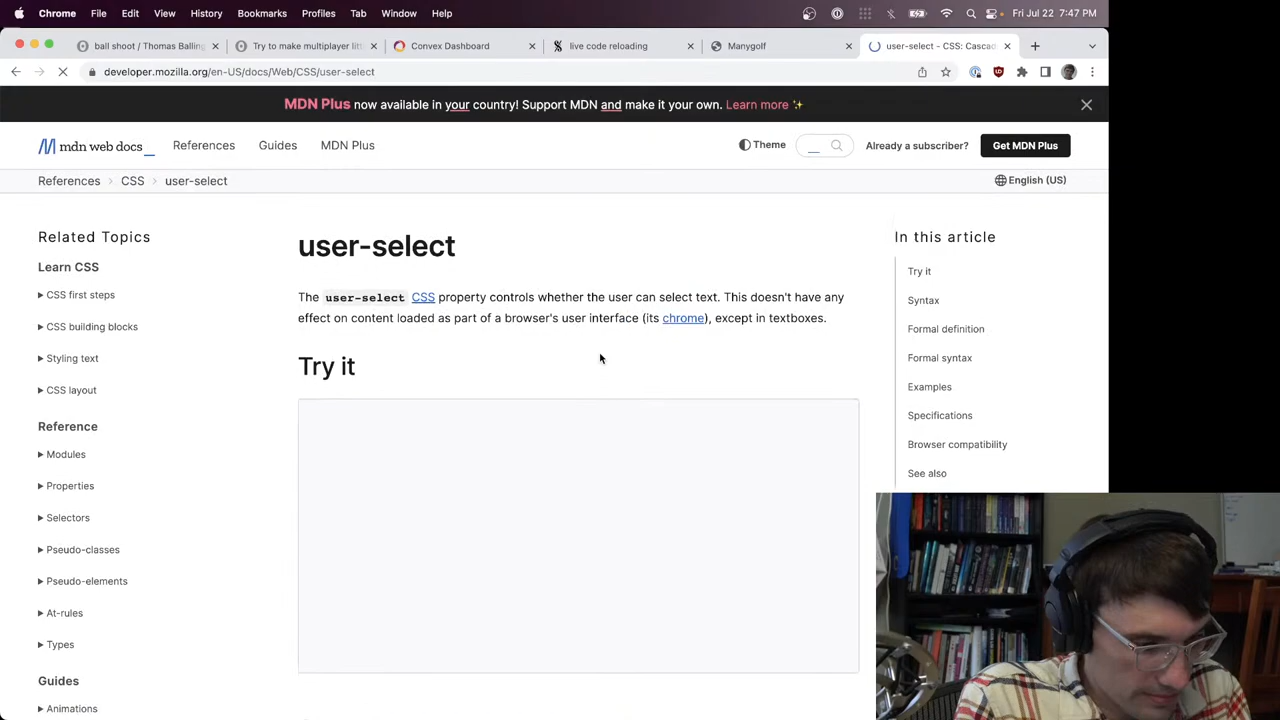 Chrome File Edit View History Bookmarks Profiles Tab Window Help Fri Jul 22 7:47 PM
ball shoot / Thomas Balling
Try to make multiplayer litt
Convex Dashboard
live code reloading
Manygolf
user-select - CSS: Cascad
developer.mozilla.org/en-US/docs/Web/CSS/user-select
MDN Plus now available in your country! Support MDN and make it your own. Learn more ✨
mdn web docs_
References
Guides
MDN Plus
Theme
Already a subscriber?
Get MDN Plus
References > CSS > user-select
English (US)
Related Topics
Learn CSS
CSS first steps
CSS building blocks
Styling text
CSS layout
Reference
Modules
Properties
Selectors
Pseudo-classes
Pseudo-elements
At-rules
Types
Guides
Animations
user-select
The user-select CSS property controls whether the user can select text. This doesn't have any
effect on content loaded as part of a browser's user interface (its chrome), except in textboxes.
Try it
In this article
Try it
Syntax
Formal definition
Formal syntax
Examples
Specifications
Browser compatibility
See also